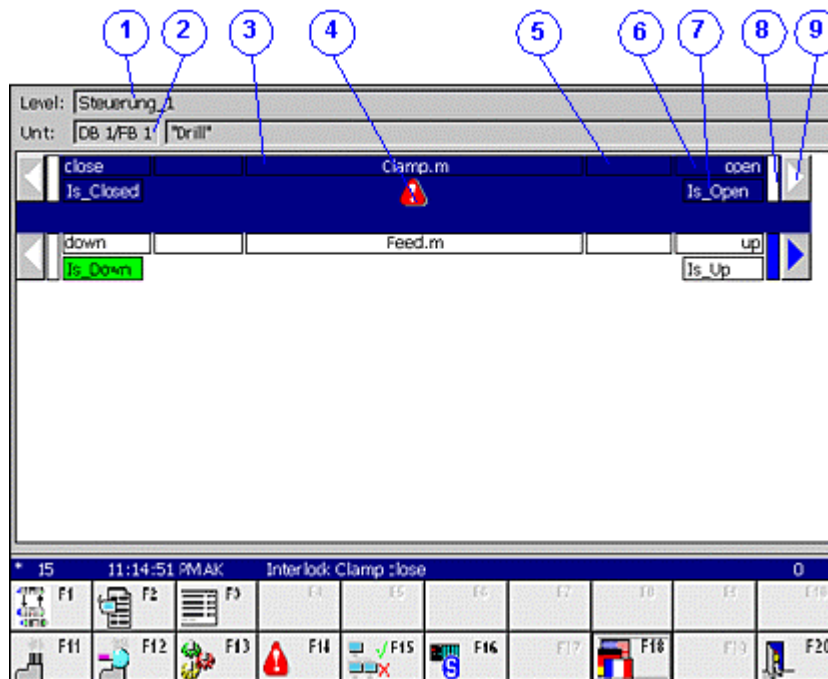 1 2 3 4 5 6 7 8 9
Level: Steuerung_1
Unt: DB 1/FB 1 "Drill"
close Clamp.m open
Is_Closed Is_Open
down Feed.m up
Is_Down Is_Up
* 15 11:14:51 PM AK Interlock Clamp :lose 0
F1 F2 F3 F4 F5 F6 F7 F8 F9 F10
F11 F12 F13 F14 F15 F16 F17 F18 F19 F20